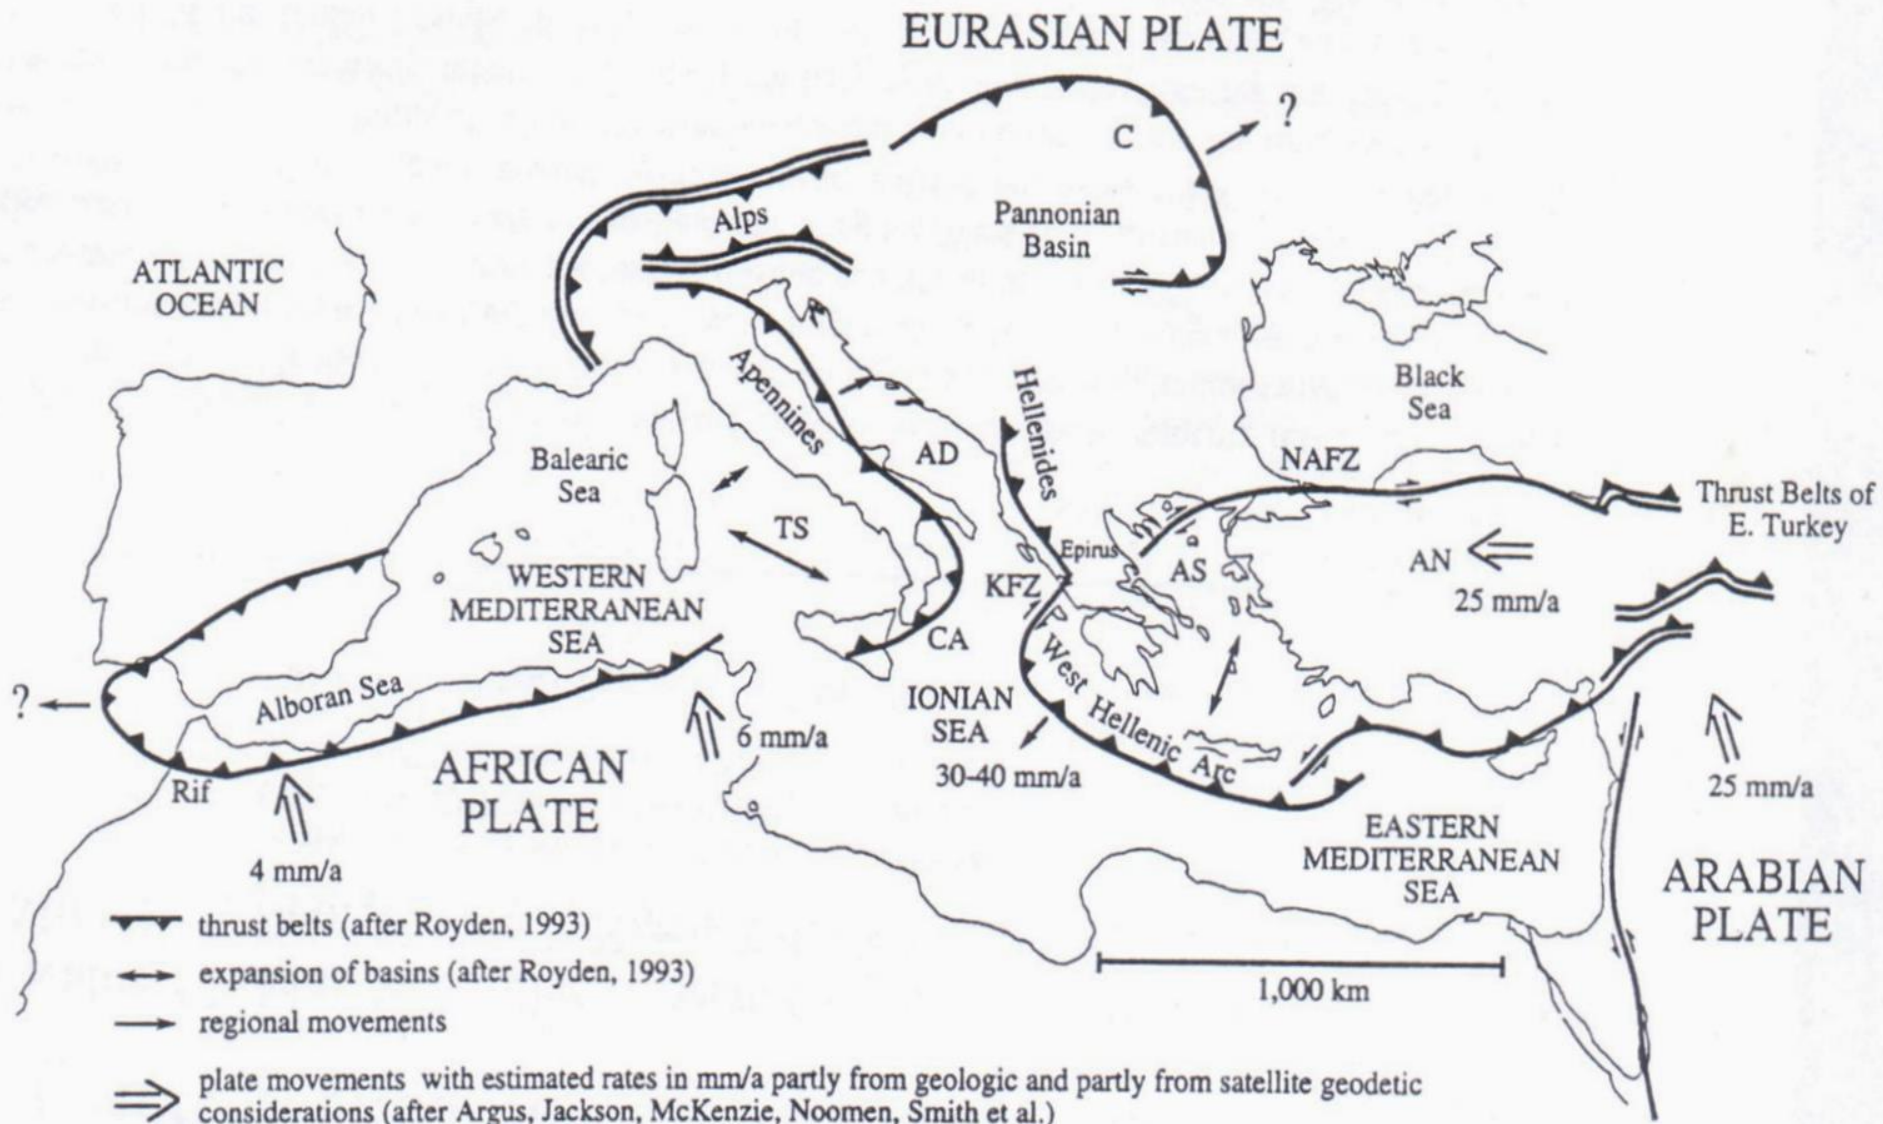 EURASIAN PLATE
C
?
Pannonian
Basin
Alps
ATLANTIC
OCEAN
Apennines
Hellenides
Black
Sea
Balearic
Sea
AD
NAFZ
Thrust Belts of
E. Turkey
TS
Epirus
AS
AN
25 mm/a
KFZ
WESTERN
MEDITERRANEAN
SEA
CA
West Hellenic Arc
?
Alboran Sea
IONIAN
SEA
30-40 mm/a
6 mm/a
25 mm/a
Rif
AFRICAN
PLATE
4 mm/a
EASTERN
MEDITERRANEAN
SEA
ARABIAN
PLATE
1,000 km
thrust belts (after Royden, 1993)
expansion of basins (after Royden, 1993)
regional movements
plate movements with estimated rates in mm/a partly from geologic and partly from satellite geodetic
considerations (after Argus, Jackson, McKenzie, Noomen, Smith et al.)